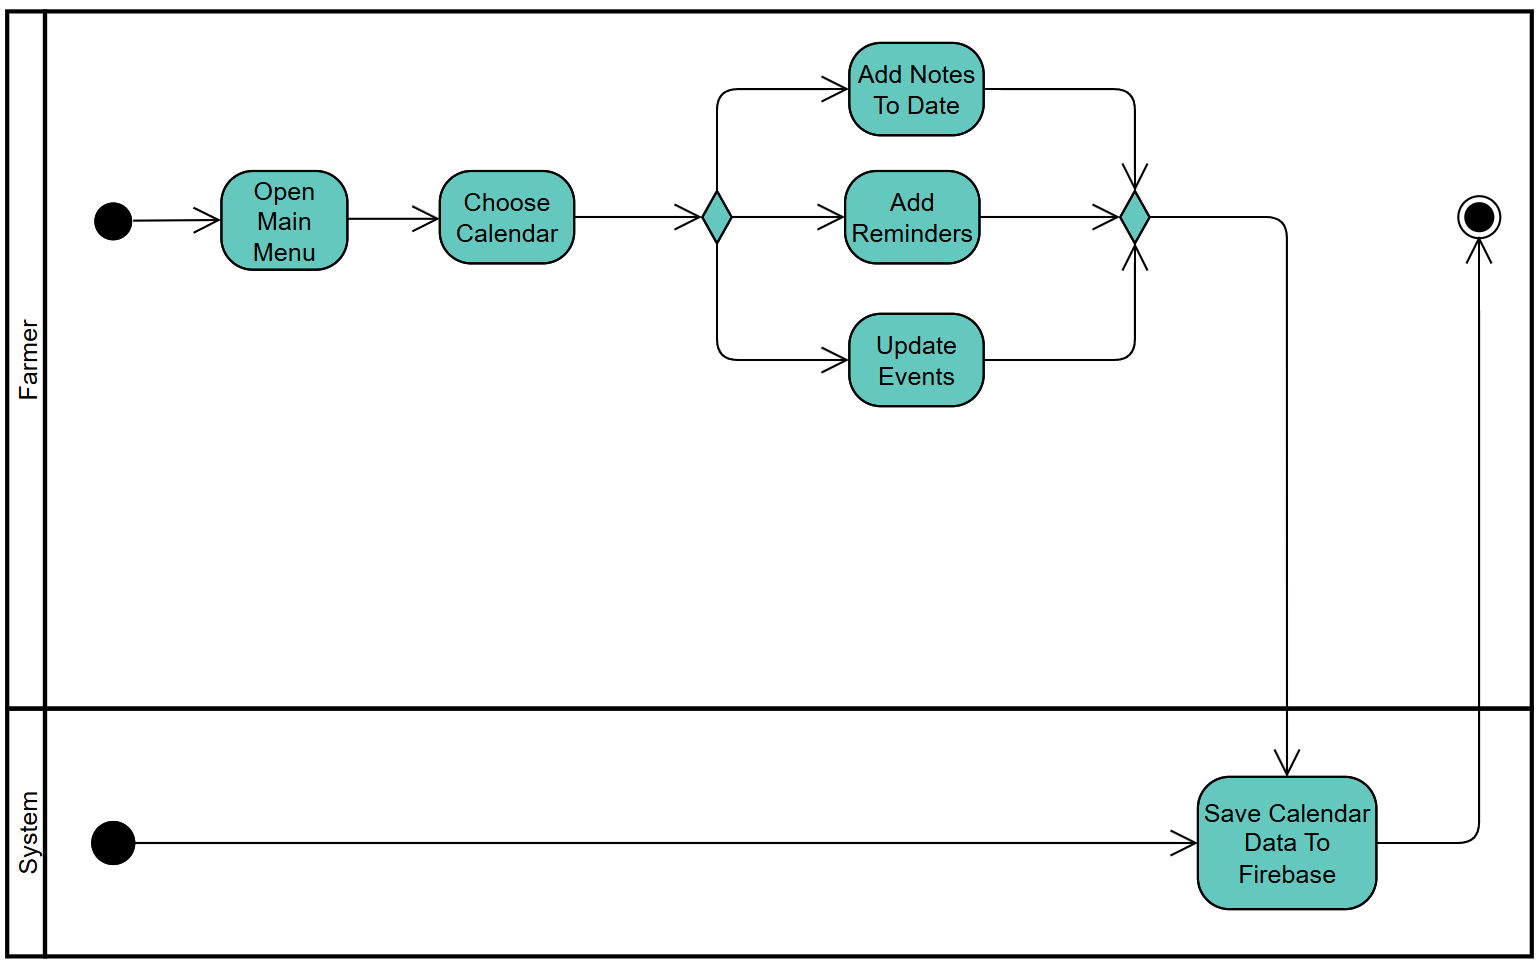 Farmer
Open
Main
Menu
Choose
Calendar
Add Notes
To Date
Add
Reminders
Update
Events
System
Save Calendar
Data To
Firebase